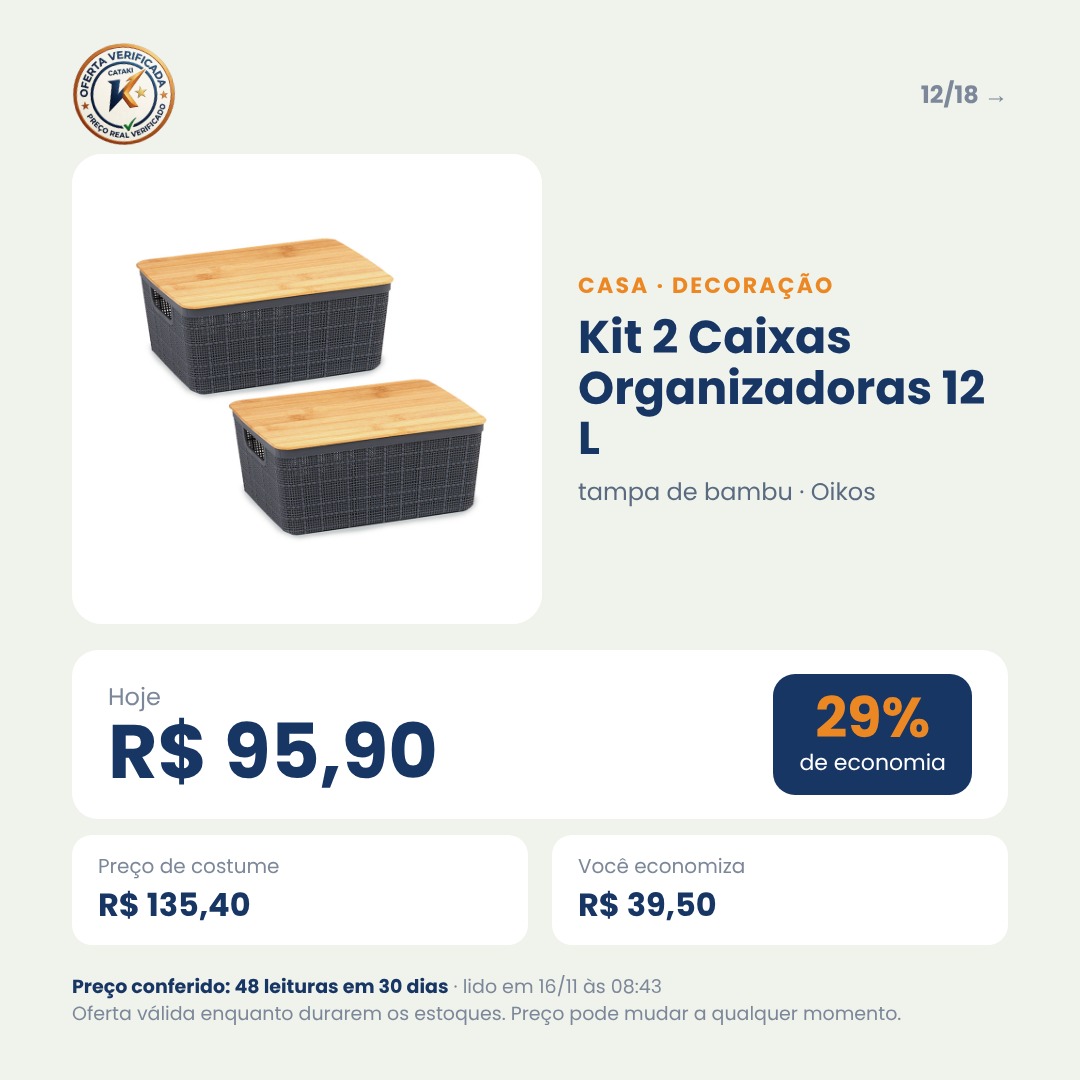 OFERTA VERIFICADA
CATAKI
K
PREÇO REAL VERIFICADO
12/18 →
CASA · DECORAÇÃO
Kit 2 Caixas
Organizadoras 12
L
tampa de bambu · Oikos
Hoje
R$ 95,90
29%
de economia
Preço de costume
R$ 135,40
Você economiza
R$ 39,50
Preço conferido: 48 leituras em 30 dias · lido em 16/11 às 08:43
Oferta válida enquanto durarem os estoques. Preço pode mudar a qualquer momento.